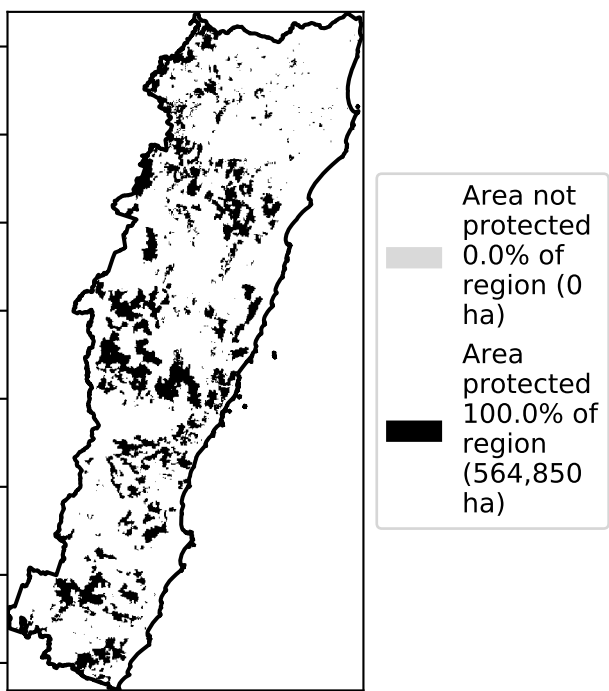 Area not
protected
0.0% of
region (0
ha)
Area
protected
100.0% of
region
(564,850
ha)